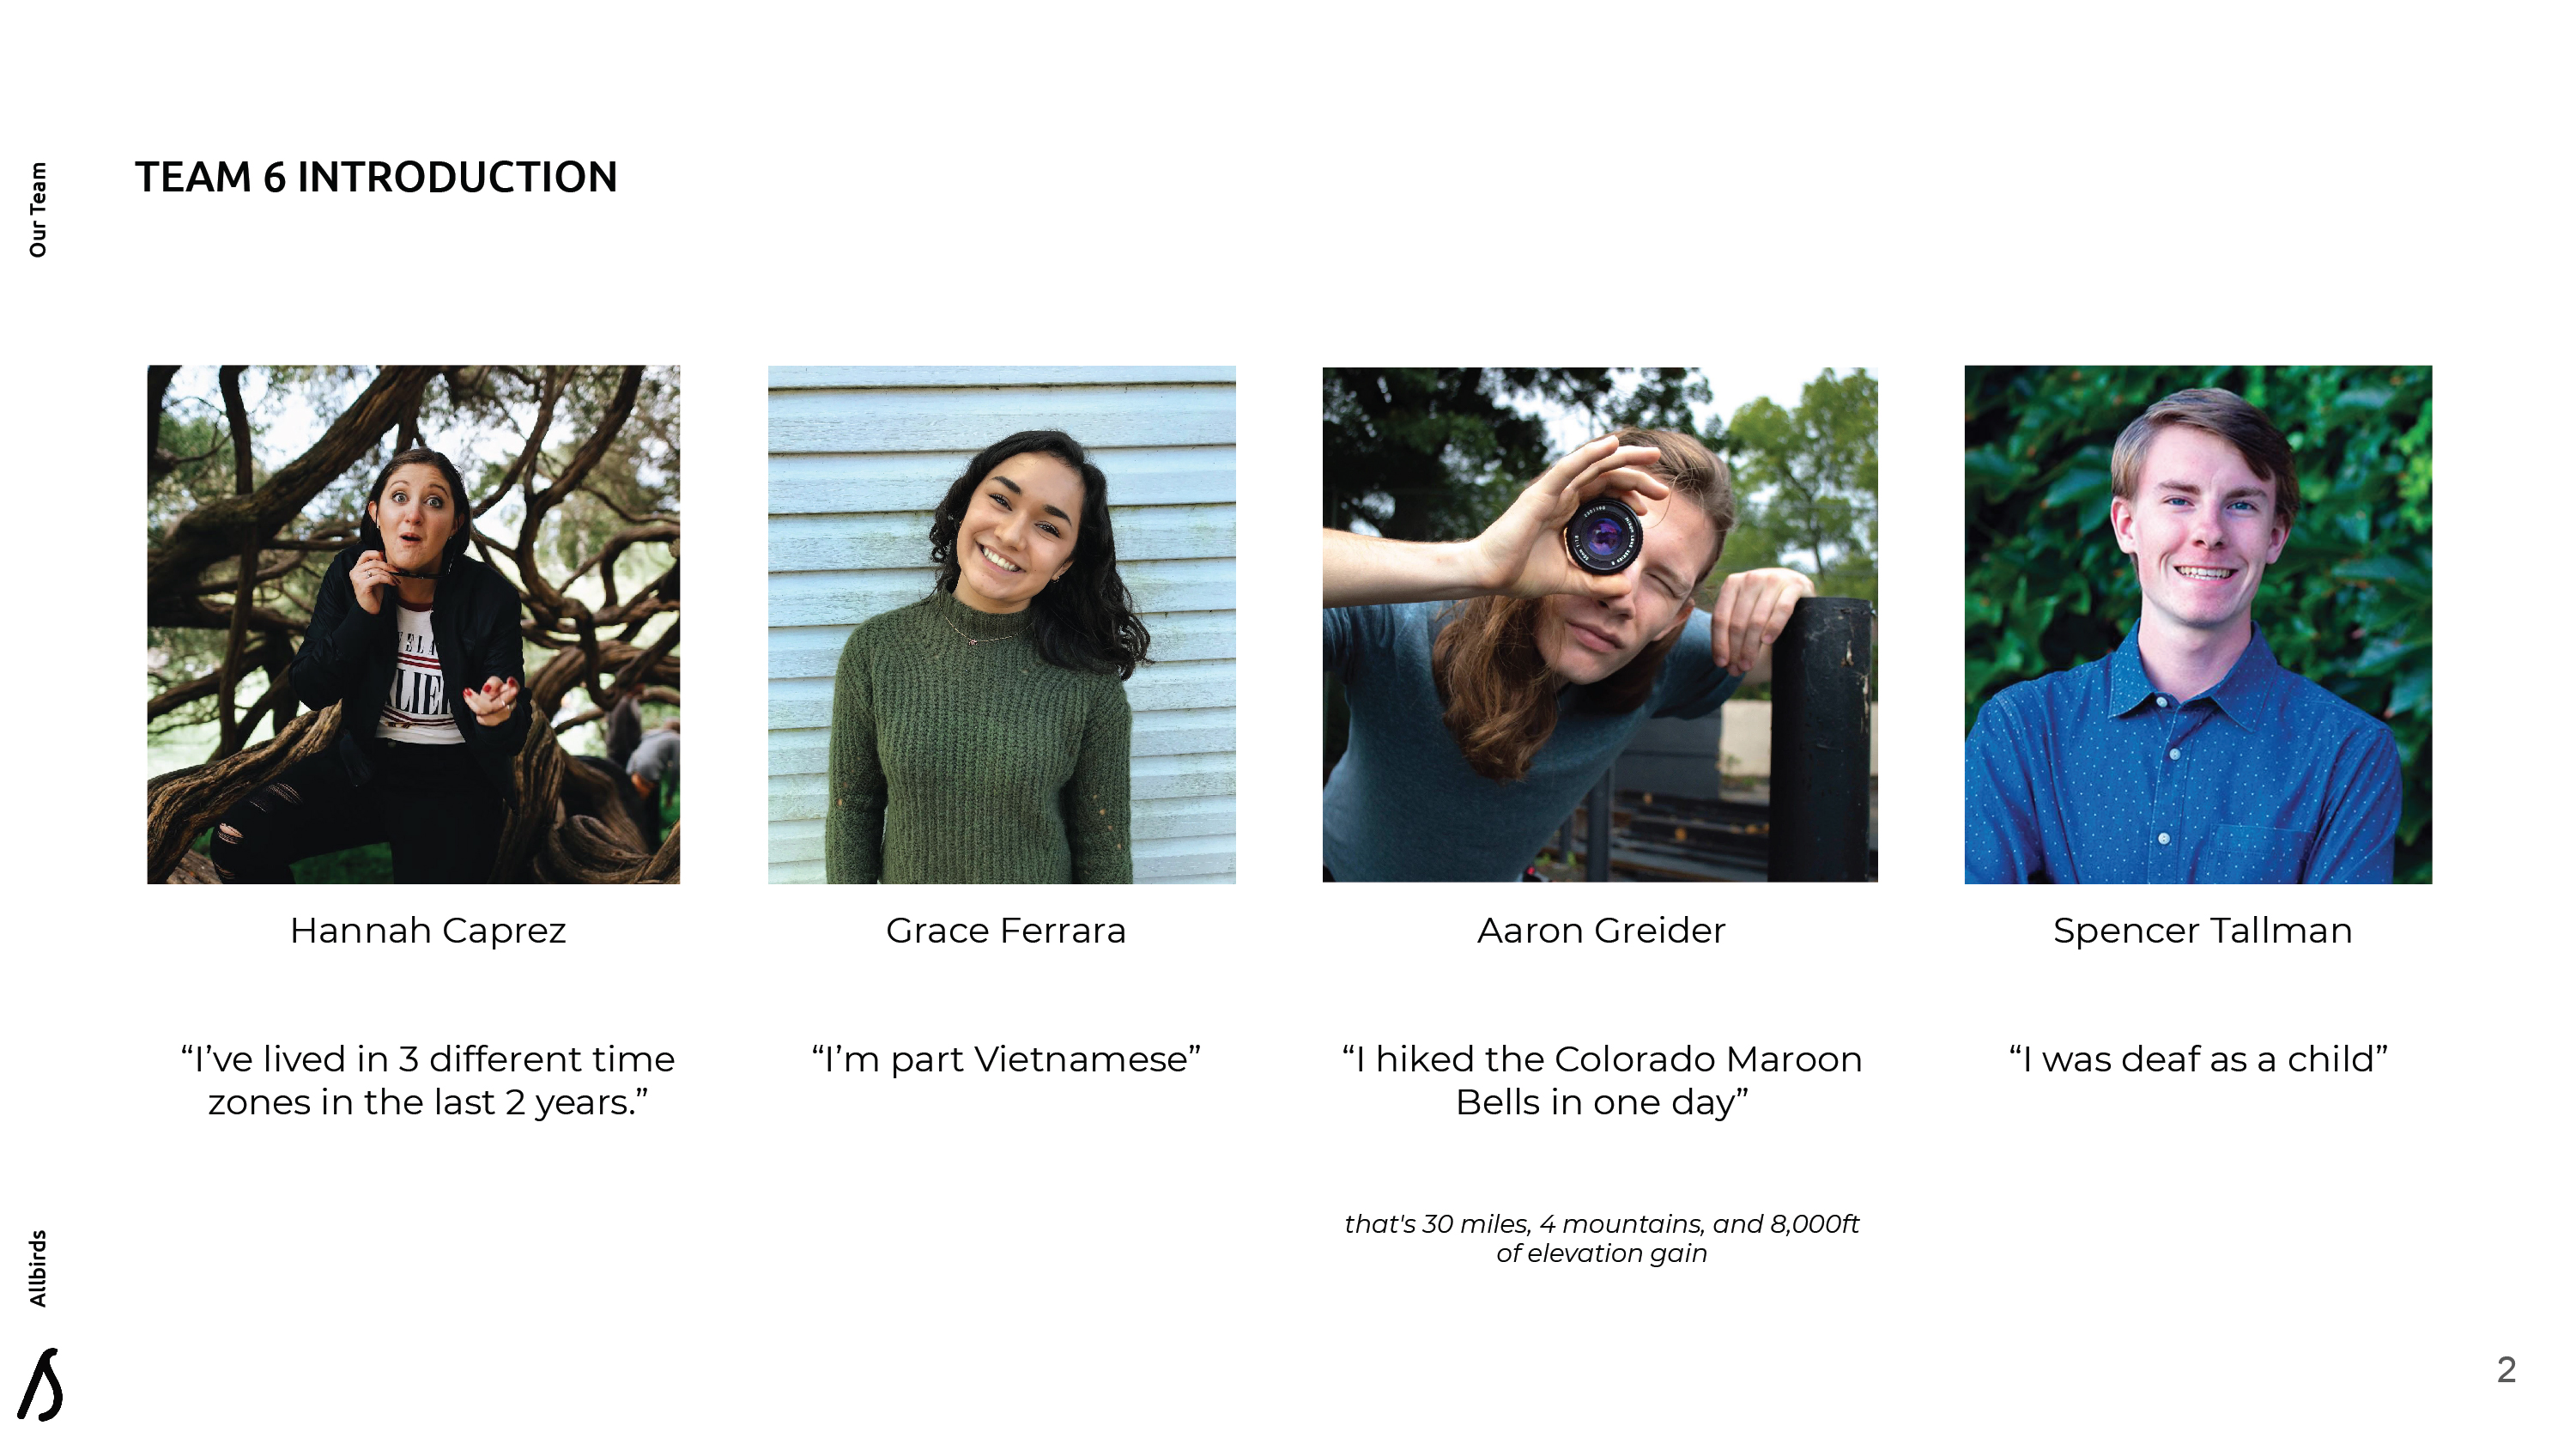 Our Team
TEAM 6 INTRODUCTION
Hannah Caprez
“I’ve lived in 3 different time
zones in the last 2 years.”
Grace Ferrara
“I’m part Vietnamese”
Aaron Greider
“I hiked the Colorado Maroon
Bells in one day”
that's 30 miles, 4 mountains, and 8,000ft
of elevation gain
Spencer Tallman
“I was deaf as a child”
Allbirds
2